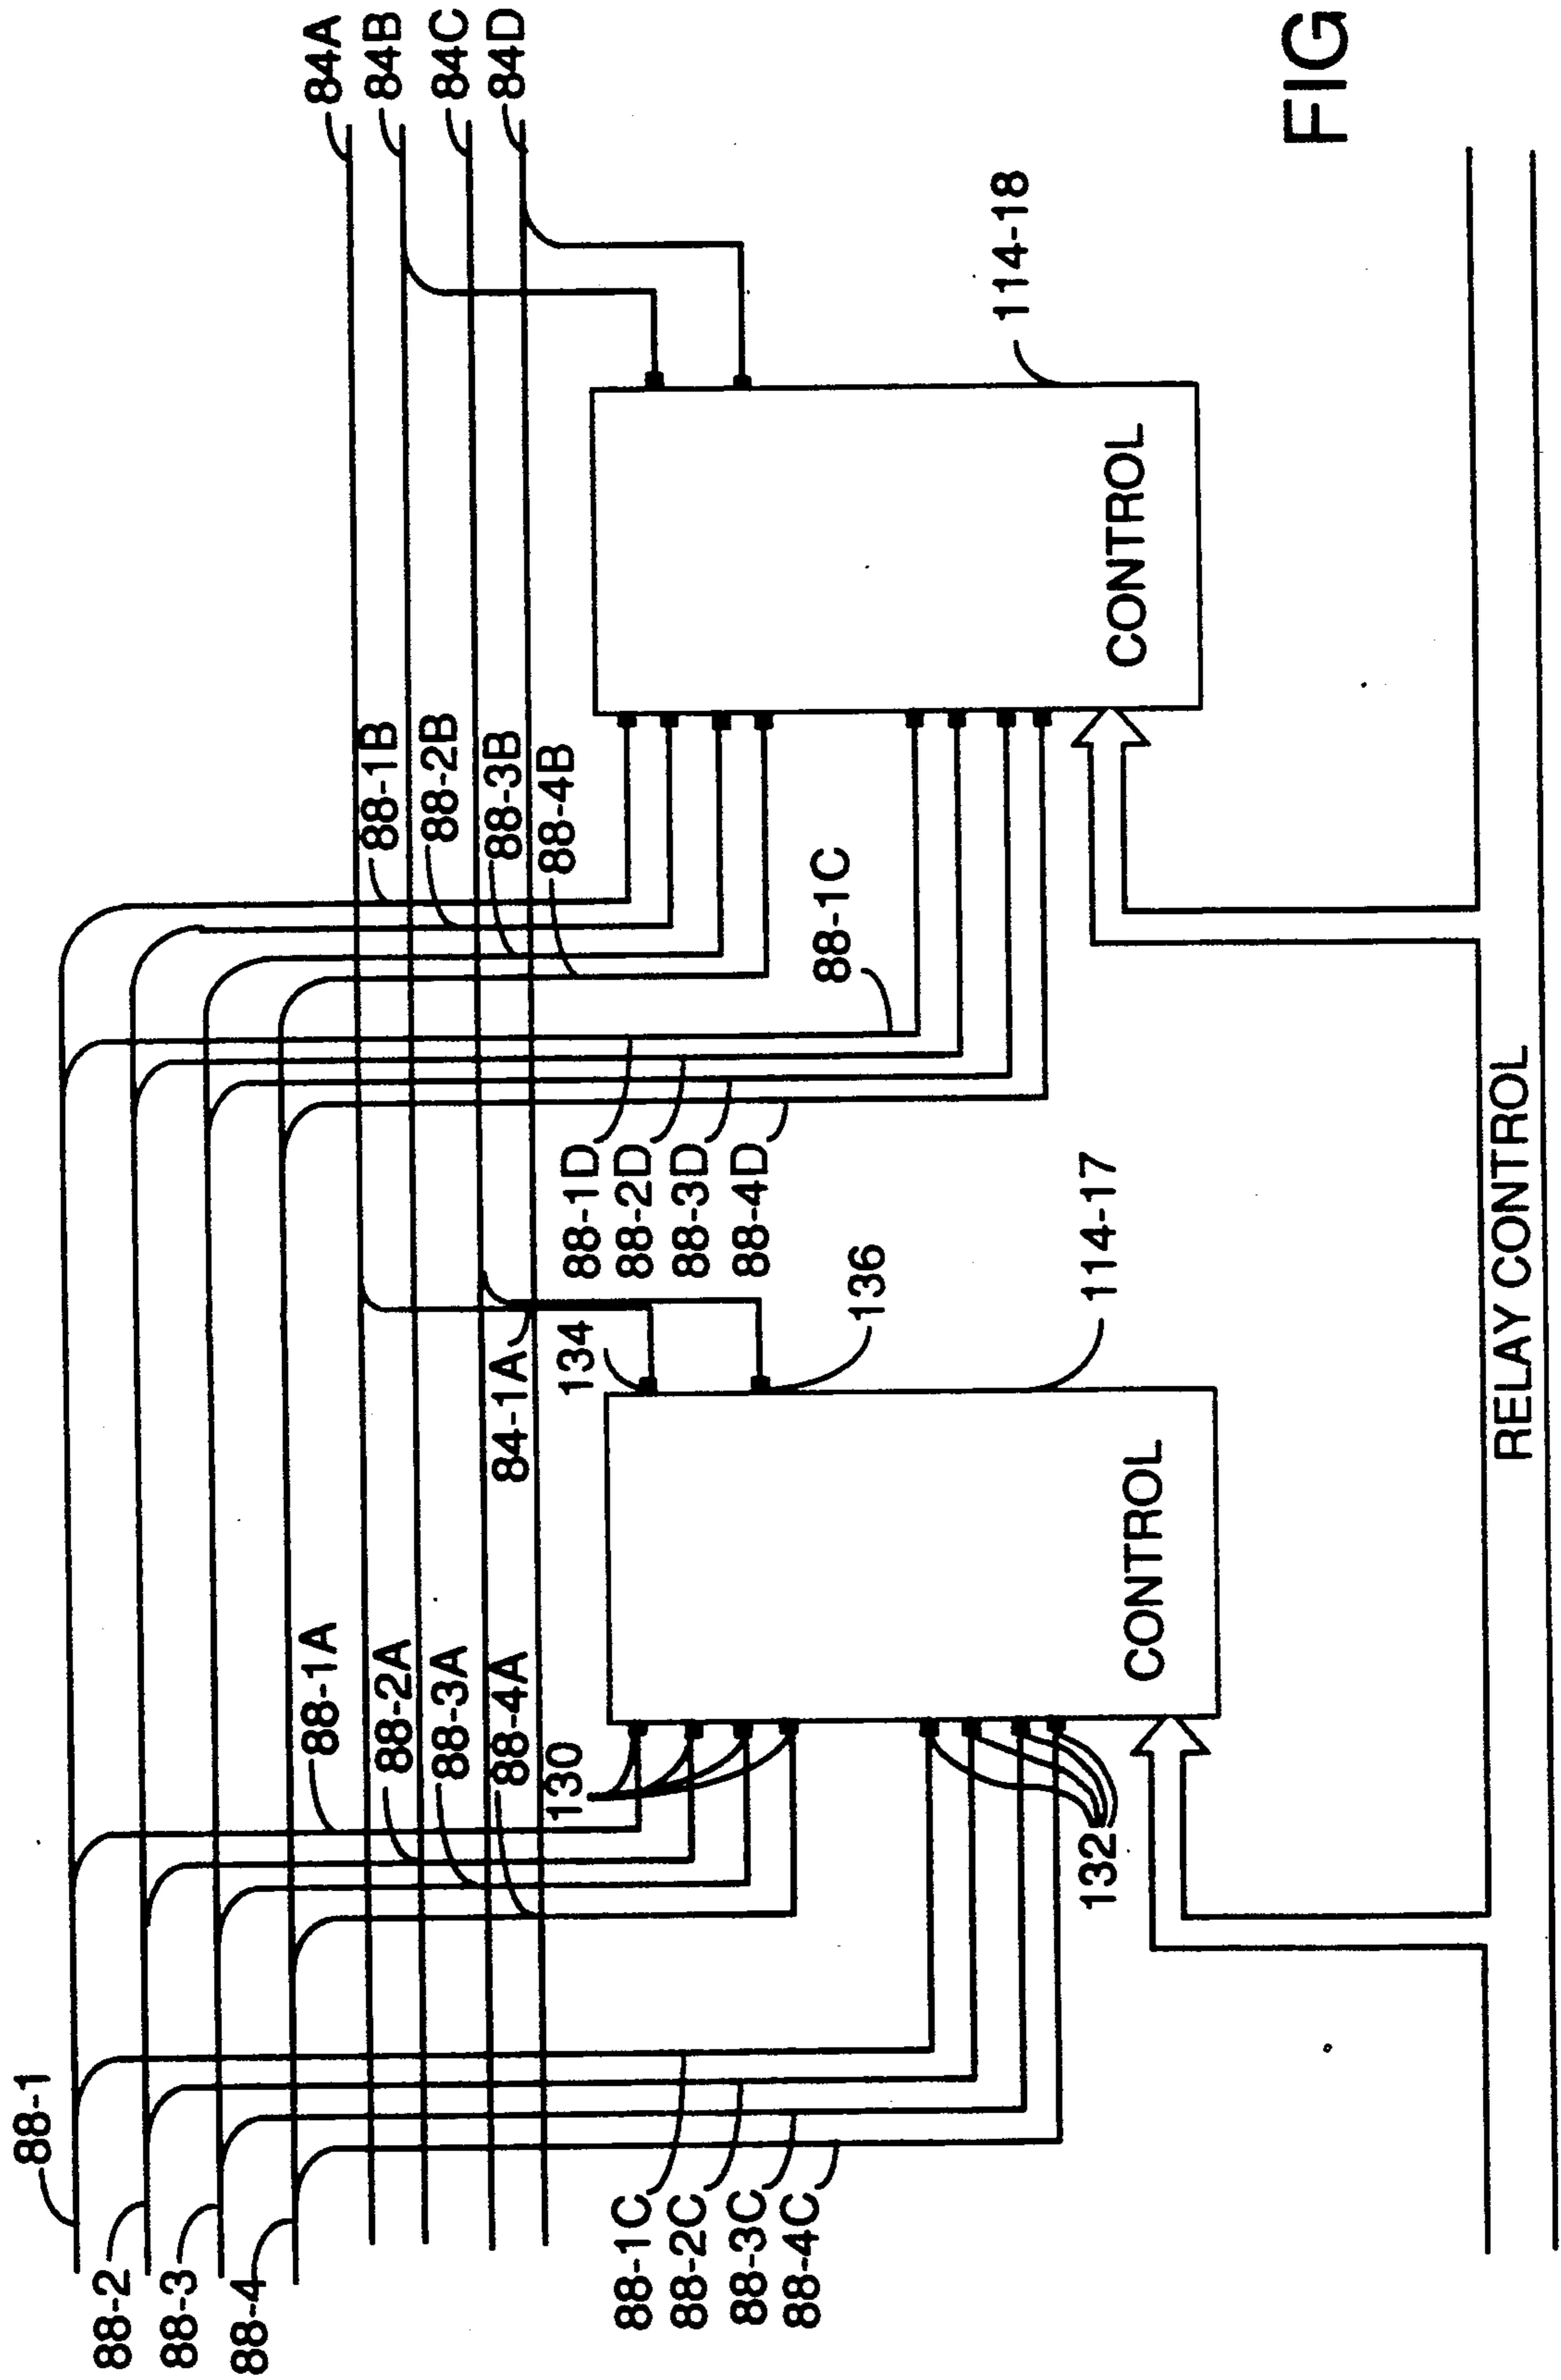 88-1
88-2
88-3
88-4
84A
84B
84C
84D
88-1A
88-2A
88-3A
88-4A
88-1B
88-2B
88-3B
88-4B
84-1A
130
134
136
132
88-1C
88-2C
88-3C
88-4C
88-1D
88-2D
88-3D
88-4D
88-1C
CONTROL
114-17
CONTROL
114-18
RELAY CONTROL
FIG